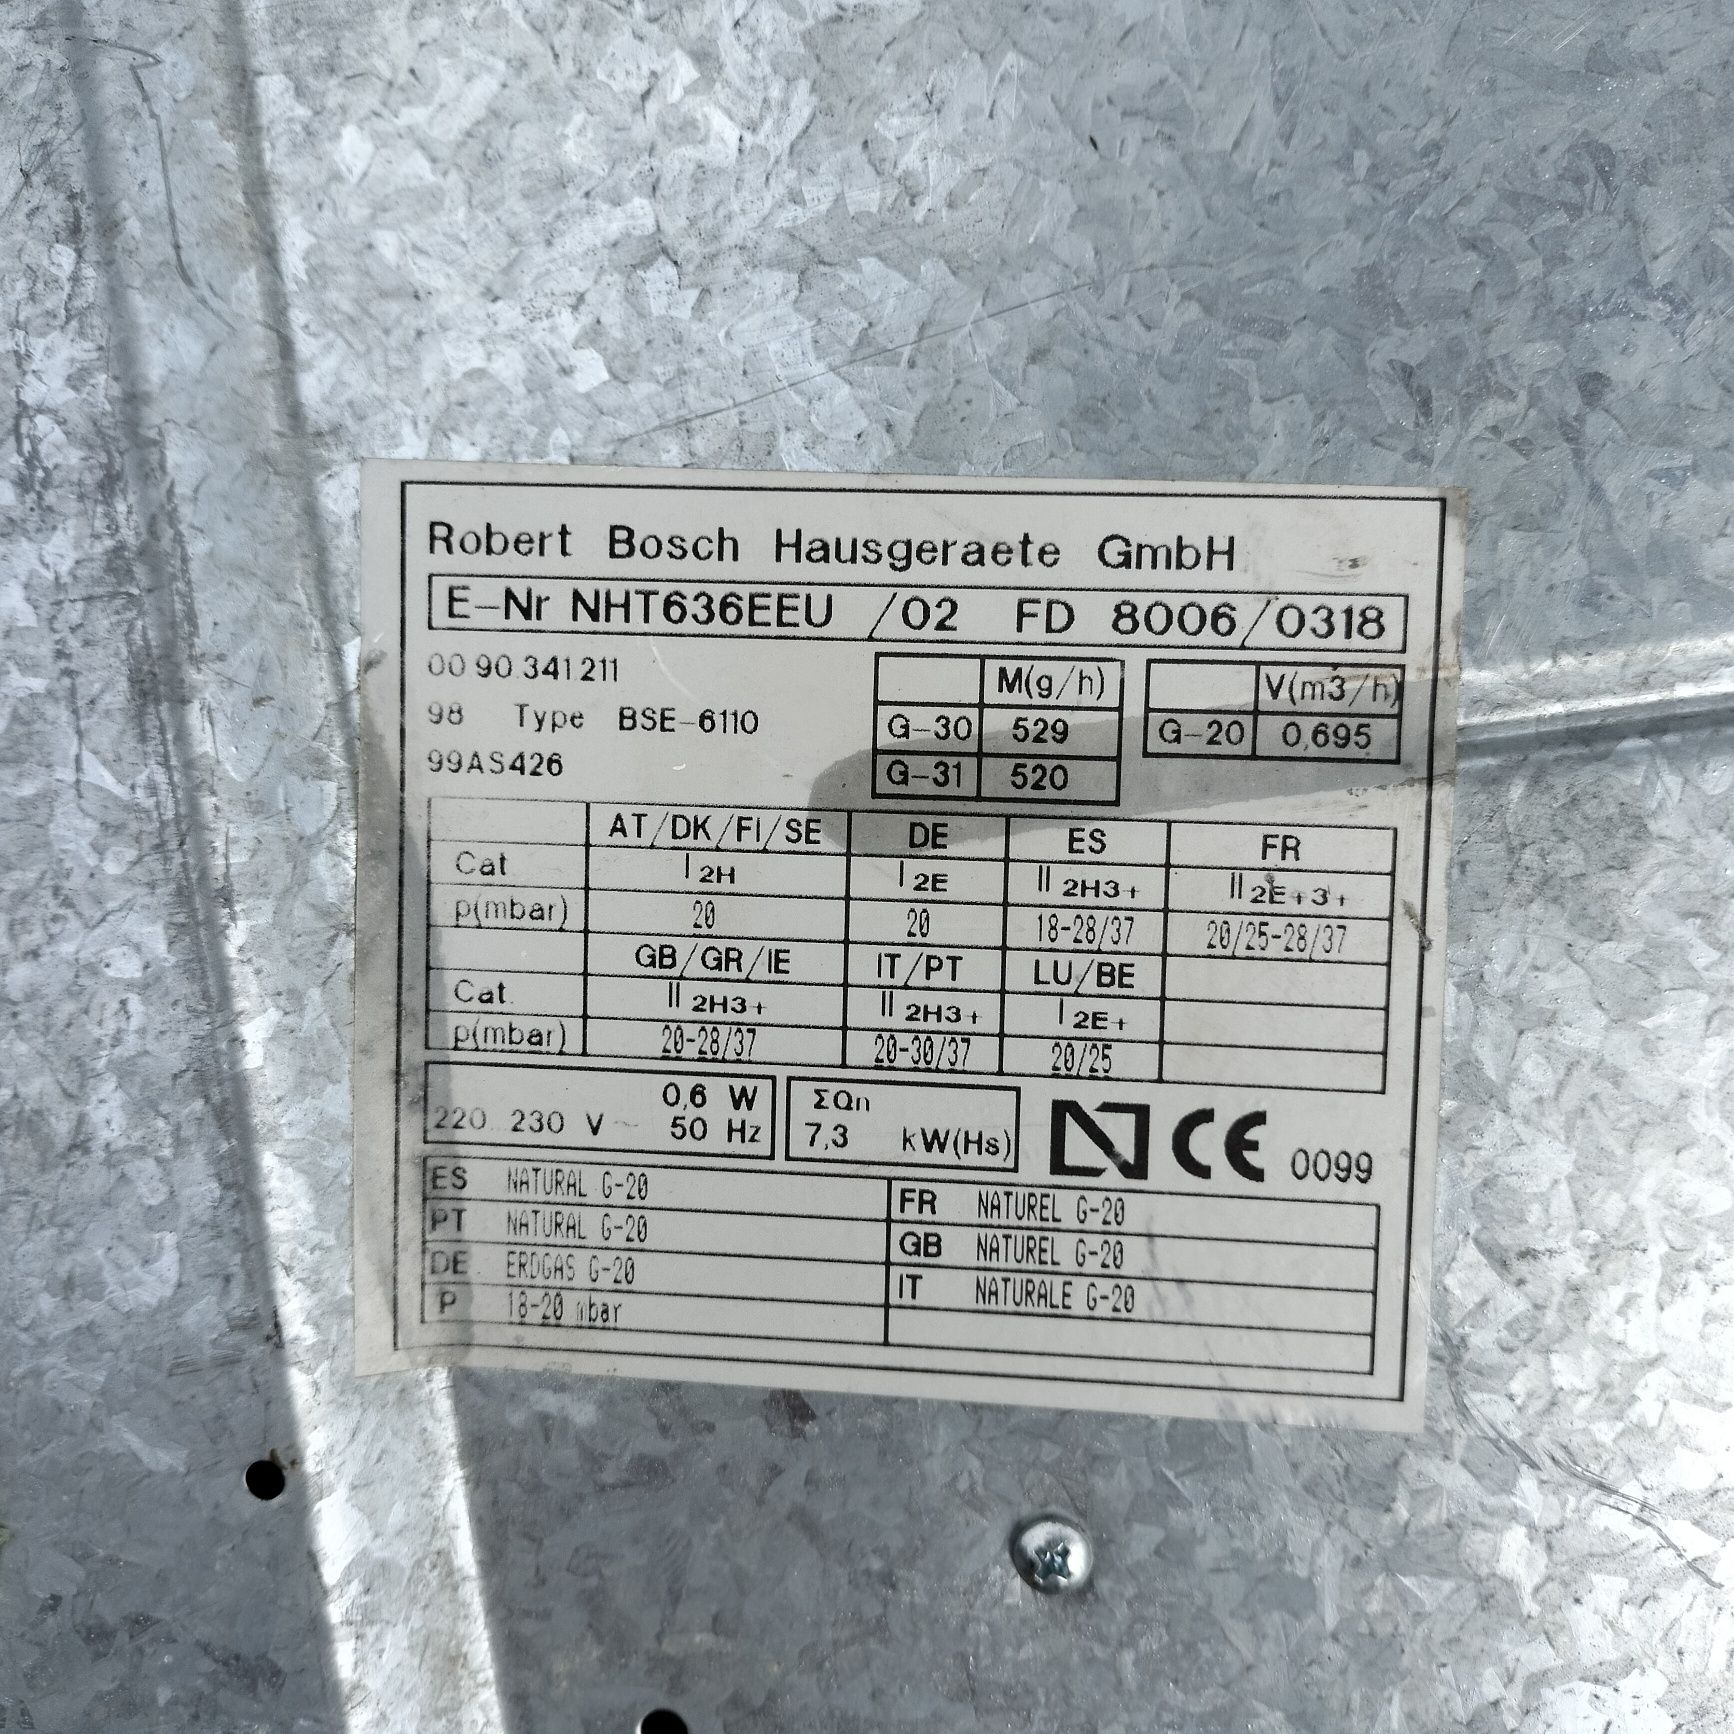 Robert Bosch Hausgeraete GmbH
E-Nr NHT636EEU /02 FD 8006/0318
00 90 341 211
98 Type BSE-6110
99AS426
M(g/h)
G-30 529
G-31 520
V(m3/h)
G-20 0,695
AT/DK/FI/SE DE ES FR
Cat I 2H I 2E II 2H3+ II 2E+3+
p(mbar) 20 20 18-28/37 20/25-28/37
GB/GR/IE IT/PT LU/BE
Cat. II 2H3+ II 2H3+ I 2E+
p(mbar) 20-28/37 20-30/37 20/25
0,6 W
220 230 V ~ 50 Hz
ΣQn
7,3 kW(Hs)
CE 0099
ES NATURAL G-20
PT NATURAL G-20
DE ERDGAS G-20
P 18-20 mbar
FR NATUREL G-20
GB NATUREL G-20
IT NATURALE G-20